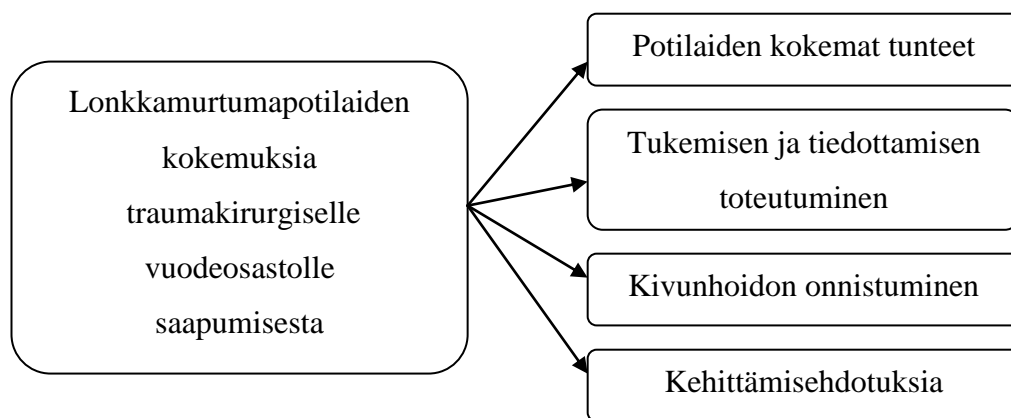 Lonkkamurtumapotilaiden
kokemuksia
traumakirurgiselle
vuodeosastolle
saapumisesta
Potilaiden kokemat tunteet
Tukemisen ja tiedottamisen
toteutuminen
Kivunhoidon onnistuminen
Kehittämisehdotuksia